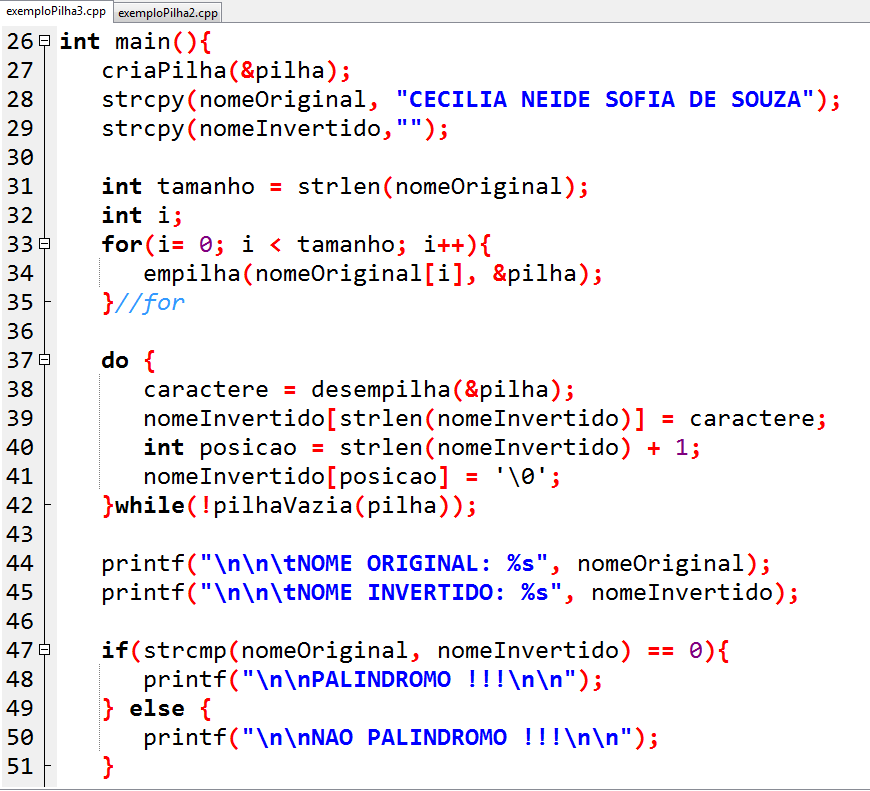 exemploPilha3.cpp exemploPilha2.cpp
26 int main(){
27 criaPilha(&pilha);
28 strcpy(nomeOriginal, "CECILIA NEIDE SOFIA DE SOUZA");
29 strcpy(nomeInvertido,"");
30
31 int tamanho = strlen(nomeOriginal);
32 int i;
33 for(i= 0; i < tamanho; i++){
34 empilha(nomeOriginal[i], &pilha);
35 }//for
36
37 do {
38 caractere = desempilha(&pilha);
39 nomeInvertido[strlen(nomeInvertido)] = caractere;
40 int posicao = strlen(nomeInvertido) + 1;
41 nomeInvertido[posicao] = '\0';
42 }while(!pilhaVazia(pilha));
43
44 printf("\n\n\tNOME ORIGINAL: %s", nomeOriginal);
45 printf("\n\n\tNOME INVERTIDO: %s", nomeInvertido);
46
47 if(strcmp(nomeOriginal, nomeInvertido) == 0){
48 printf("\n\nPALINDROMO !!!\n\n");
49 } else {
50 printf("\n\nNAO PALINDROMO !!!\n\n");
51 }